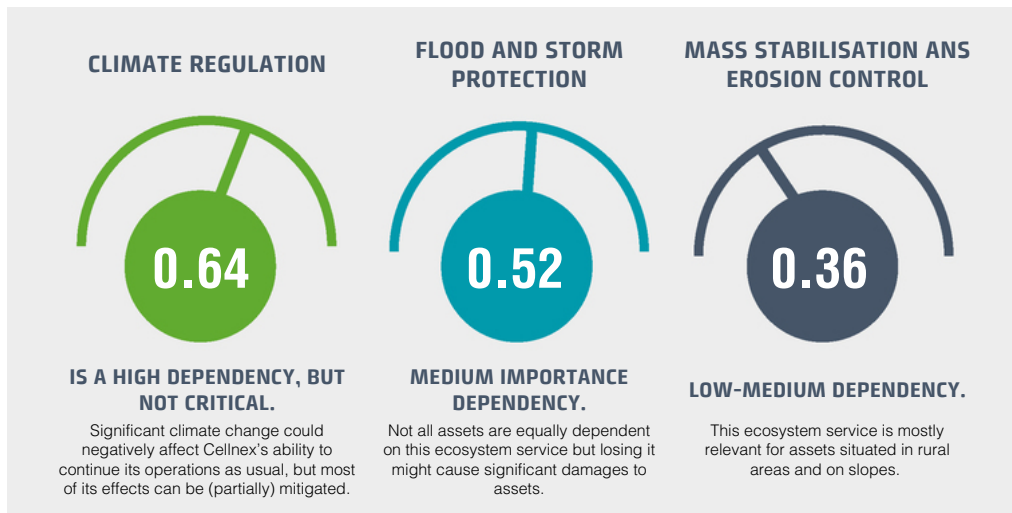 CLIMATE REGULATION
0.64
IS A HIGH DEPENDENCY, BUT
NOT CRITICAL.
Significant climate change could
negatively affect Cellnex's ability to
continue its operations as usual, but most
of its effects can be (partially) mitigated.
FLOOD AND STORM
PROTECTION
0.52
MEDIUM IMPORTANCE
DEPENDENCY.
Not all assets are equally dependent
on this ecosystem service but losing it
might cause significant damages to
assets.
MASS STABILISATION ANS
EROSION CONTROL
0.36
LOW-MEDIUM DEPENDENCY.
This ecosystem service is mostly
relevant for assets situated in rural
areas and on slopes.